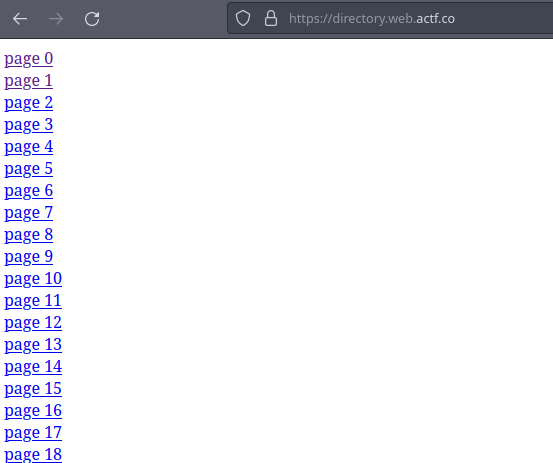 https://directory.web.actf.co
page 0
page 1
page 2
page 3
page 4
page 5
page 6
page 7
page 8
page 9
page 10
page 11
page 12
page 13
page 14
page 15
page 16
page 17
page 18